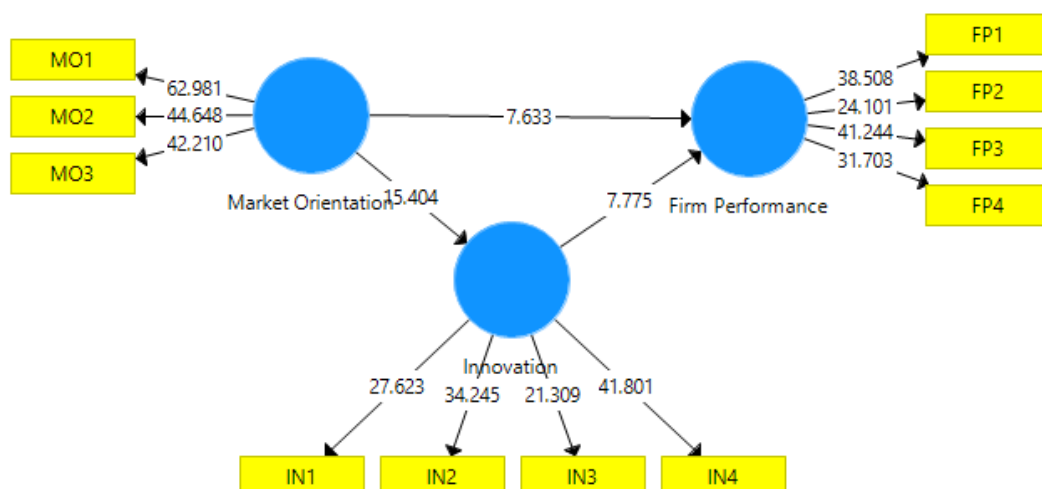 MO1
MO2
MO3
62.981
44.648
42.210
Market Orientation
7.633
15.404
7.775
Firm Performance
38.508
24.101
41.244
31.703
FP1
FP2
FP3
FP4
Innovation
27.623
34.245
21.309
41.801
IN1
IN2
IN3
IN4